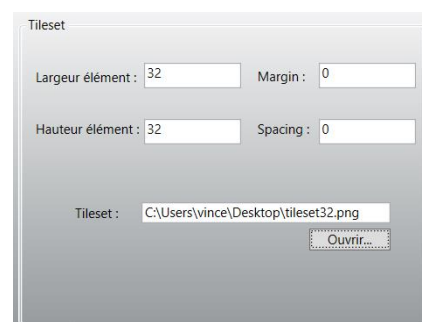 Tileset
Largeur élément : 32 Margin : 0
Hauteur élément : 32 Spacing : 0
Tileset : C:\Users\vince\Desktop\tileset32.png
Ouvrir...